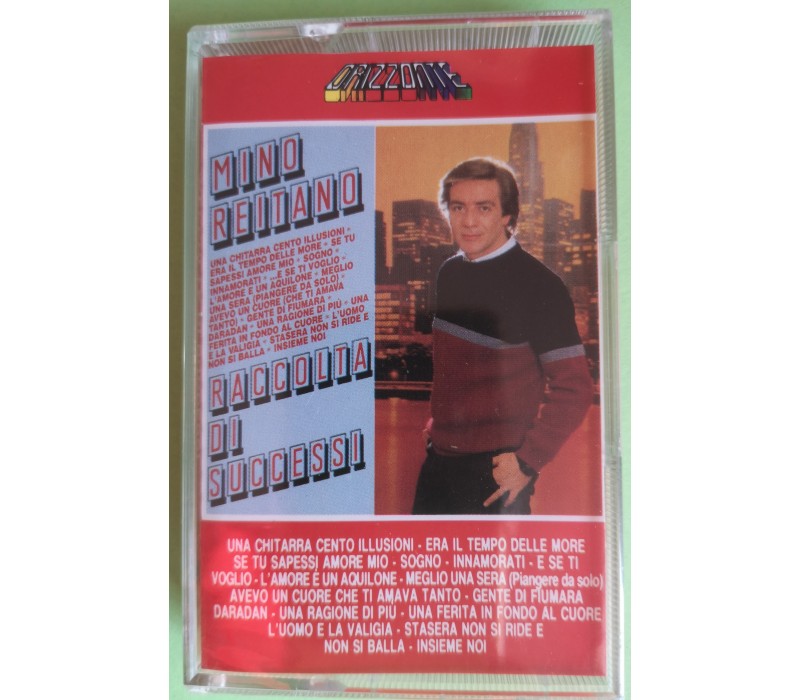 ORIZZONTE
MINO
REITANO
UNA CHITARRA CENTO ILLUSIONI -
ERA IL TEMPO DELLE MORE - SE TU
SAPESSI AMORE MIO - SOGNO -
INNAMORATI - ...E SE TI VOGLIO -
L'AMORE È UN AQUILONE - MEGLIO
UNA SERA (PIANGERE DA SOLO) -
AVEVO UN CUORE (CHE TI AMAVA
TANTO) - GENTE DI FIUMARA -
DARADAN - UNA RAGIONE DI PIÙ - UNA
FERITA IN FONDO AL CUORE - L'UOMO
E LA VALIGIA - STASERA NON SI RIDE E
NON SI BALLA - INSIEME NOI
RACCOLTA
DI
SUCCESSI
UNA CHITARRA CENTO ILLUSIONI - ERA IL TEMPO DELLE MORE
SE TU SAPESSI AMORE MIO - SOGNO - INNAMORATI - E SE TI
VOGLIO - L'AMORE È UN AQUILONE - MEGLIO UNA SERA (Piangere da solo)
AVEVO UN CUORE CHE TI AMAVA TANTO - GENTE DI FIUMARA
DARADAN - UNA RAGIONE DI PIU - UNA FERITA IN FONDO AL CUORE
L'UOMO E LA VALIGIA - STASERA NON SI RIDE E
NON SI BALLA - INSIEME NOI